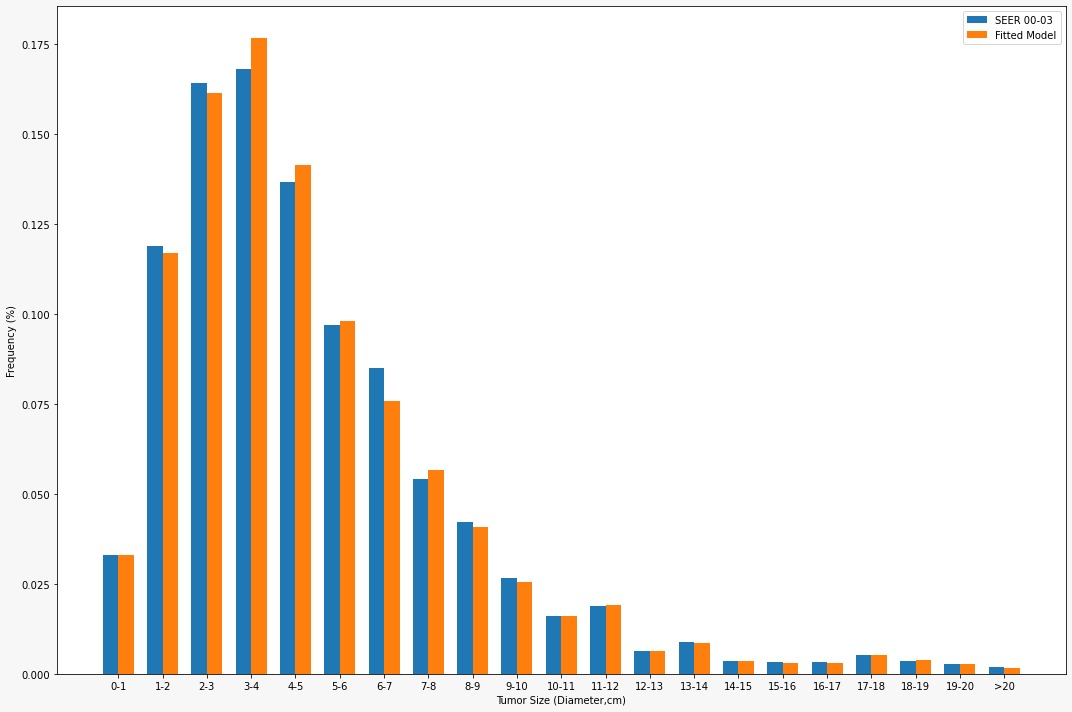 SEER 00-03
Fitted Model
Frequency (%)
0.175
0.150
0.125
0.100
0.075
0.050
0.025
0.000
0-1 1-2 2-3 3-4 4-5 5-6 6-7 7-8 8-9 9-10 10-11 11-12 12-13 13-14 14-15 15-16 16-17 17-18 18-19 19-20 >20
Tumor Size (Diameter,cm)